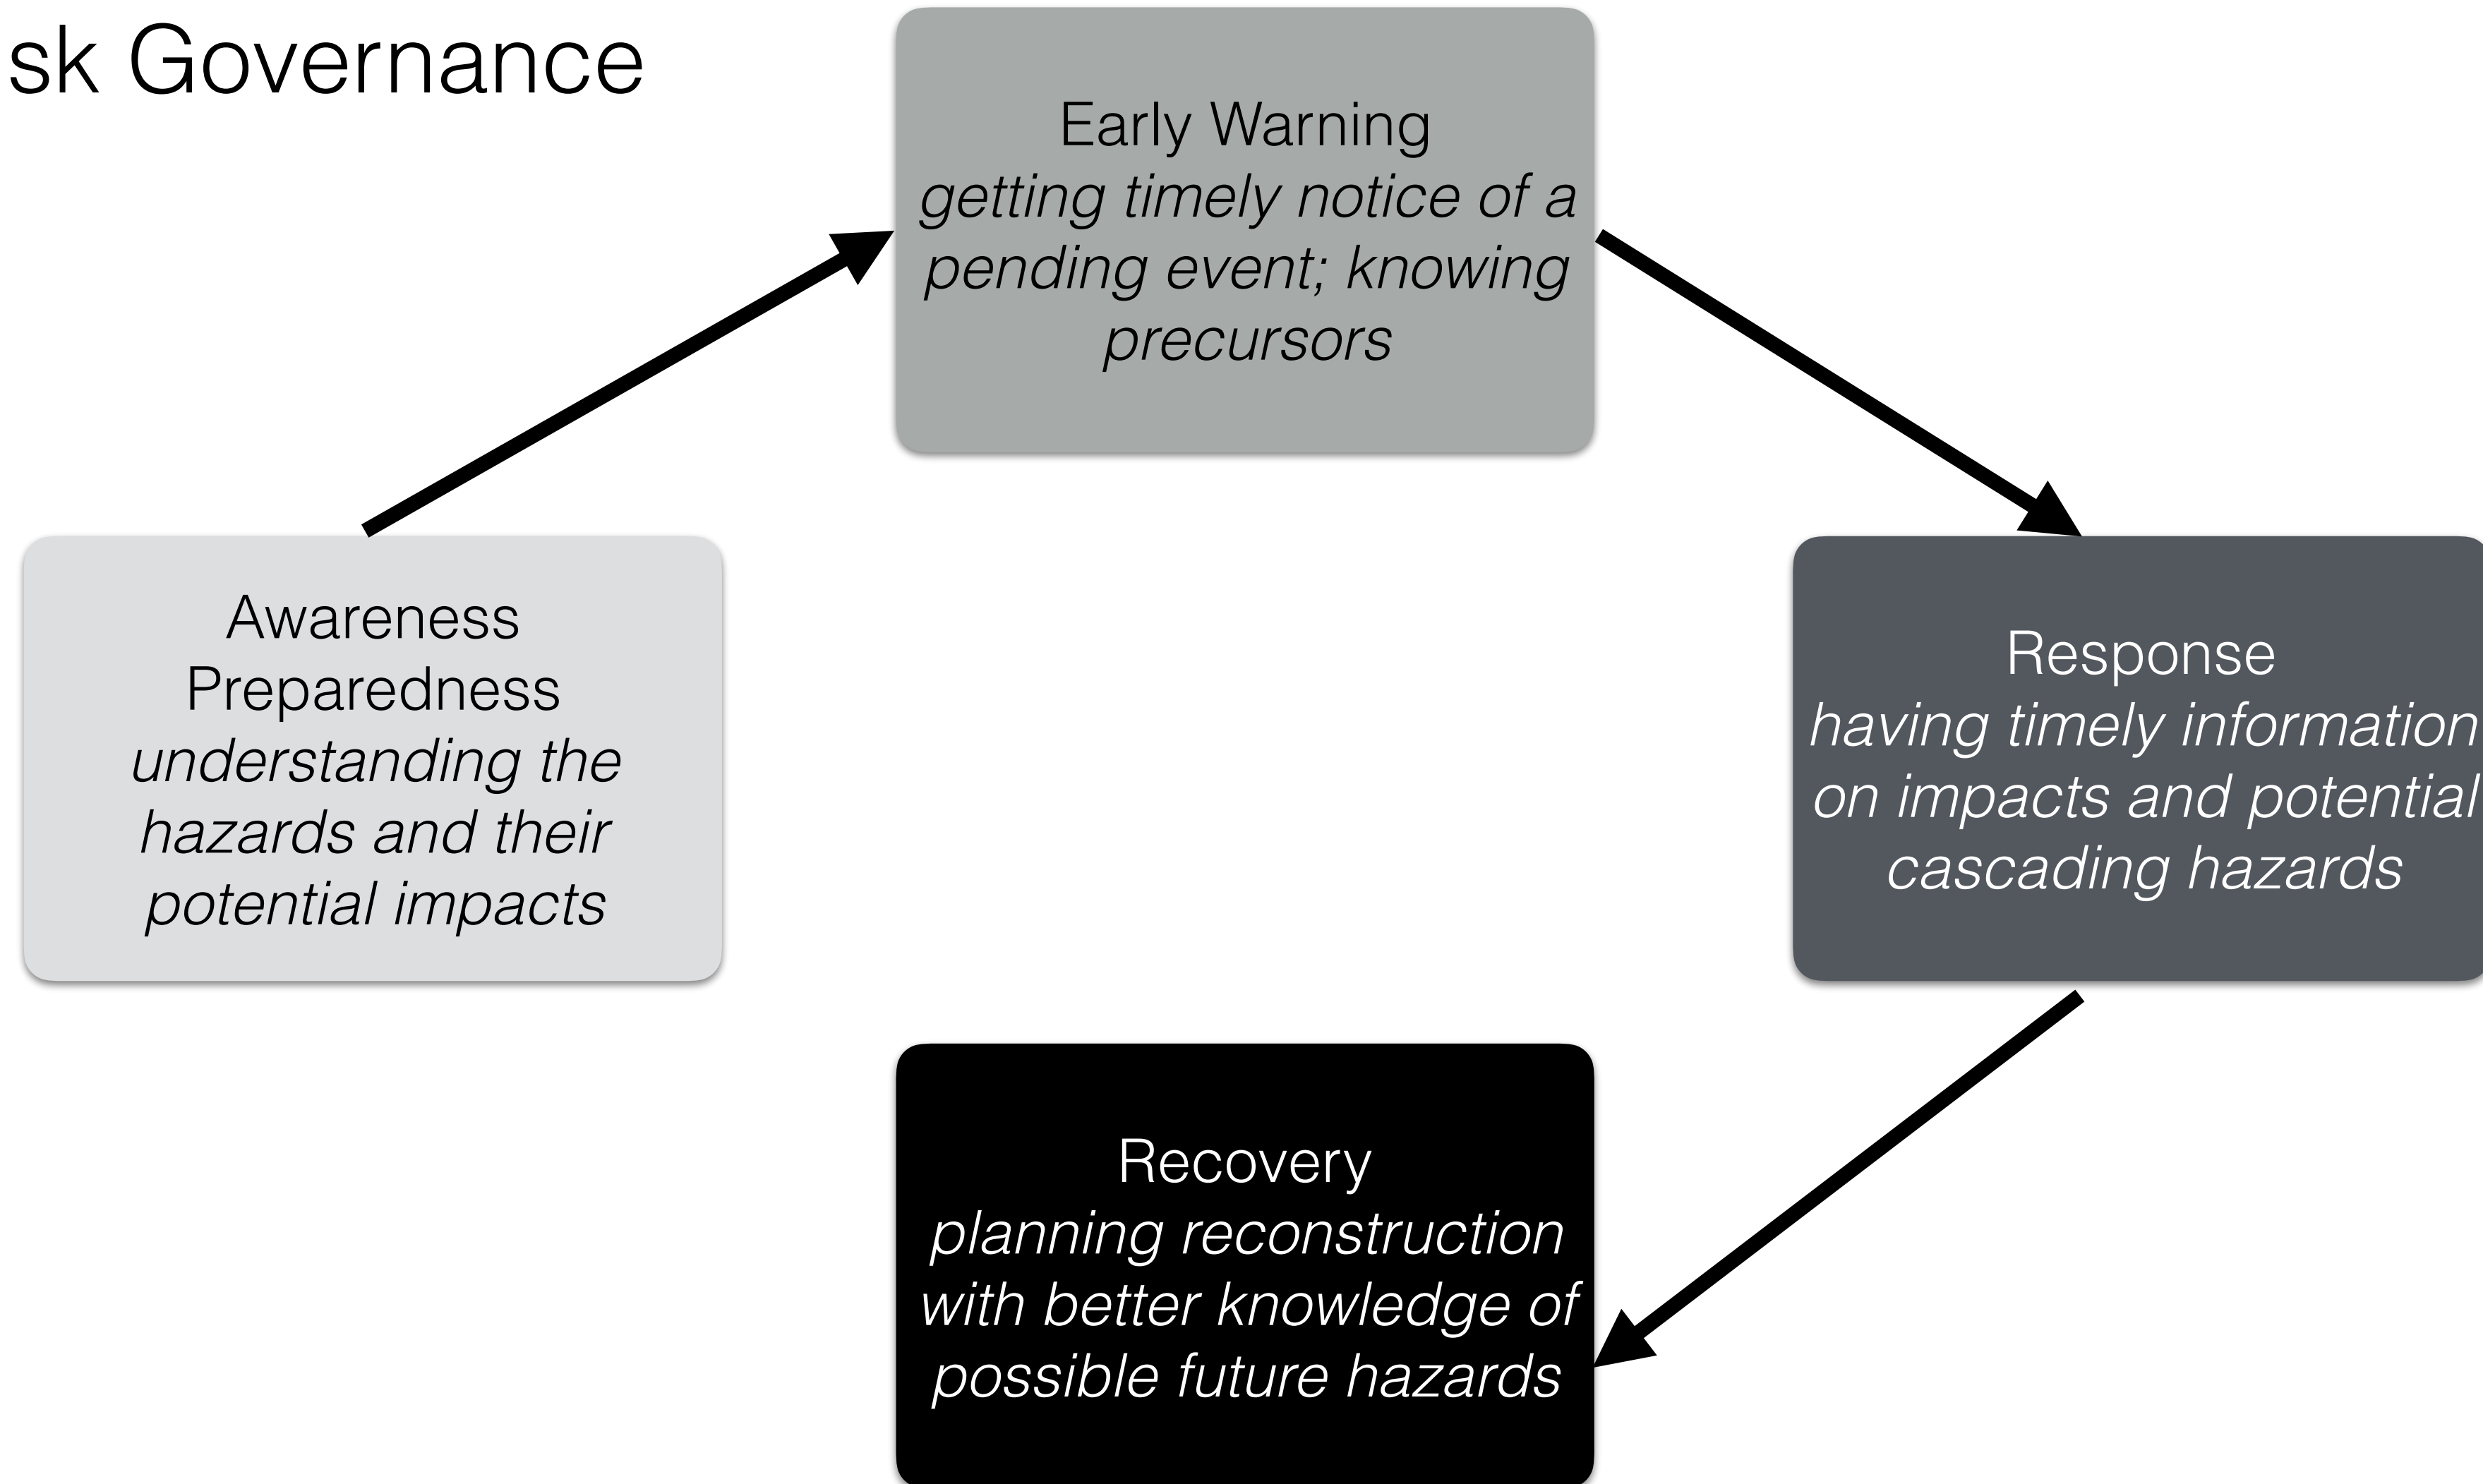 sk Governance
Early Warning
getting timely notice of a
pending event; knowing
precursors
Awareness
Preparedness
understanding the
hazards and their
potential impacts
Response
having timely information
on impacts and potential
cascading hazards
Recovery
planning reconstruction
with better knowledge of
possible future hazards